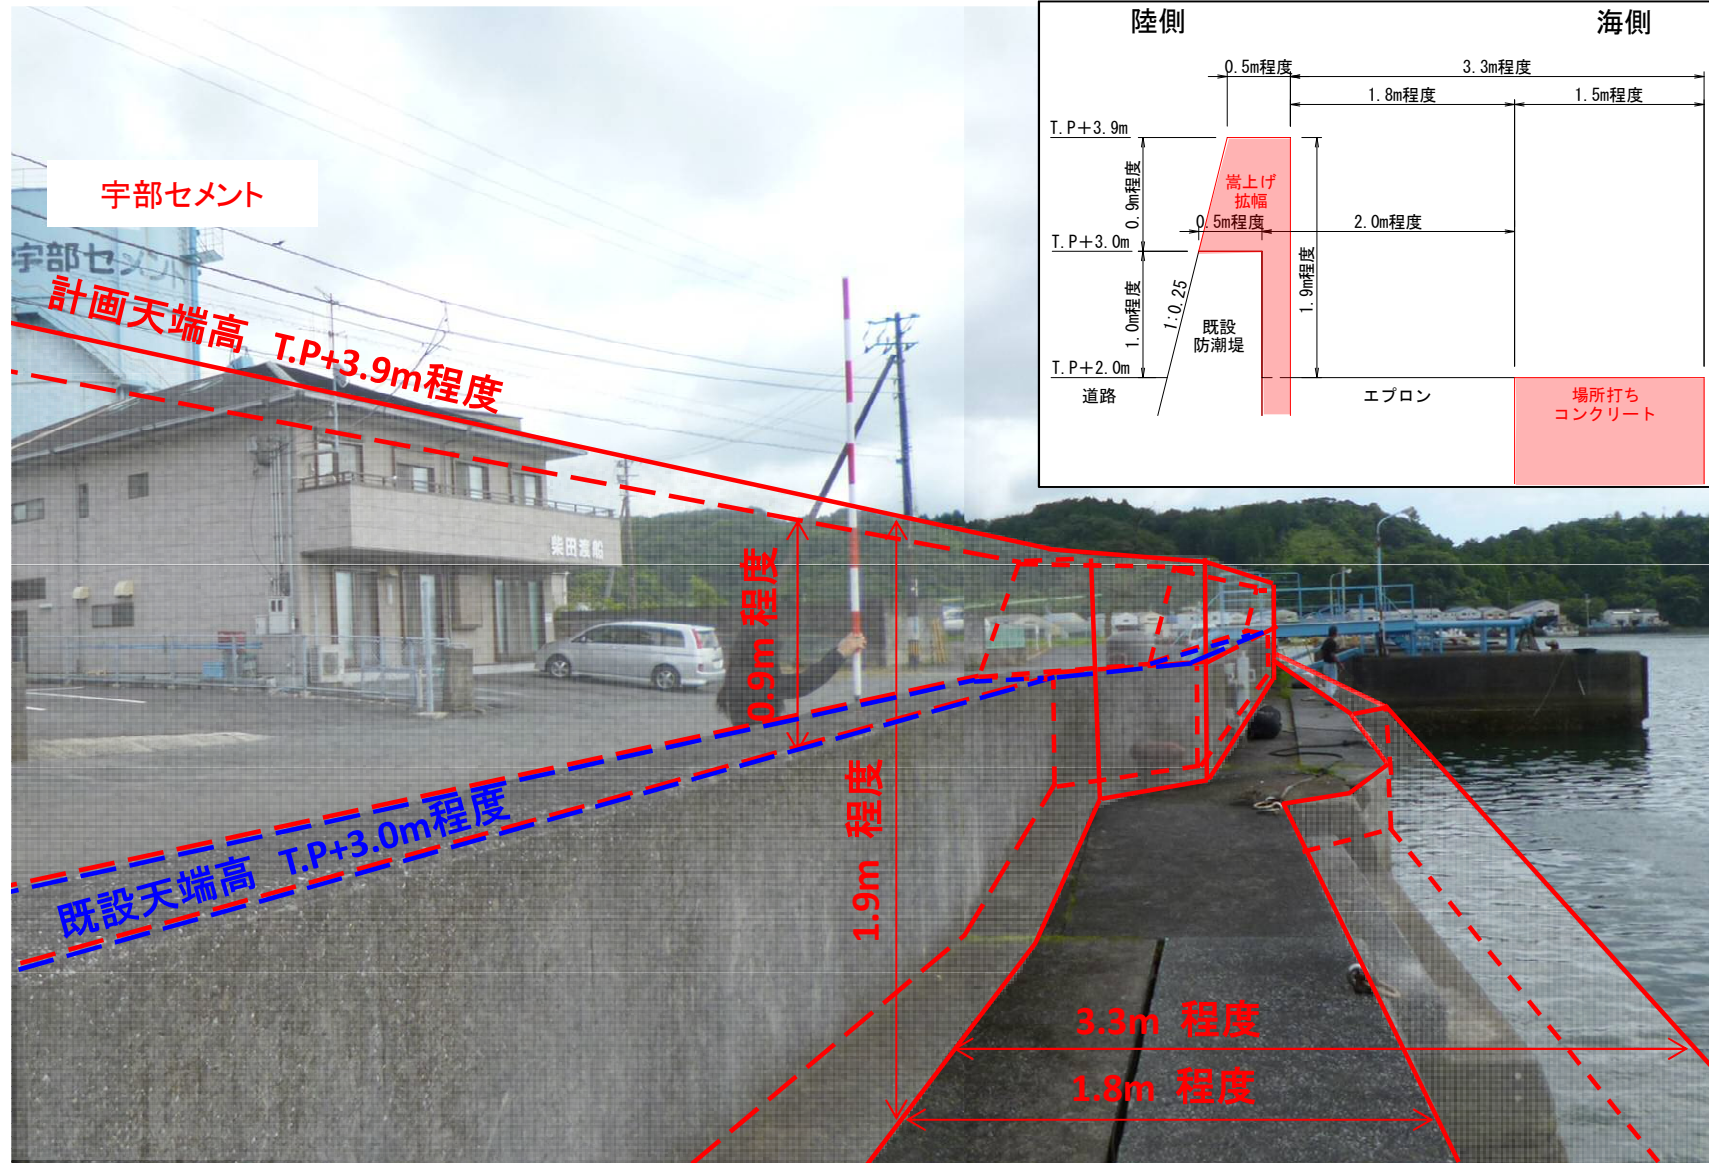 陸側
海側
0.5m程度
3.3m程度
1.8m程度
1.5m程度
T.P+3.9m
0.9m程度
嵩上げ
拡幅
0.5m程度
2.0m程度
T.P+3.0m
1.0m程度
1:0.25
既設
防潮堤
1.9m程度
T.P+2.0m
道路
エプロン
場所打ち
コンクリート
宇部セメント
宇部セメント
計画天端高 T.P+3.9m程度
柴田渡船
0.9m 程度
既設天端高 T.P+3.0m程度
1.9m 程度
3.3m 程度
1.8m 程度